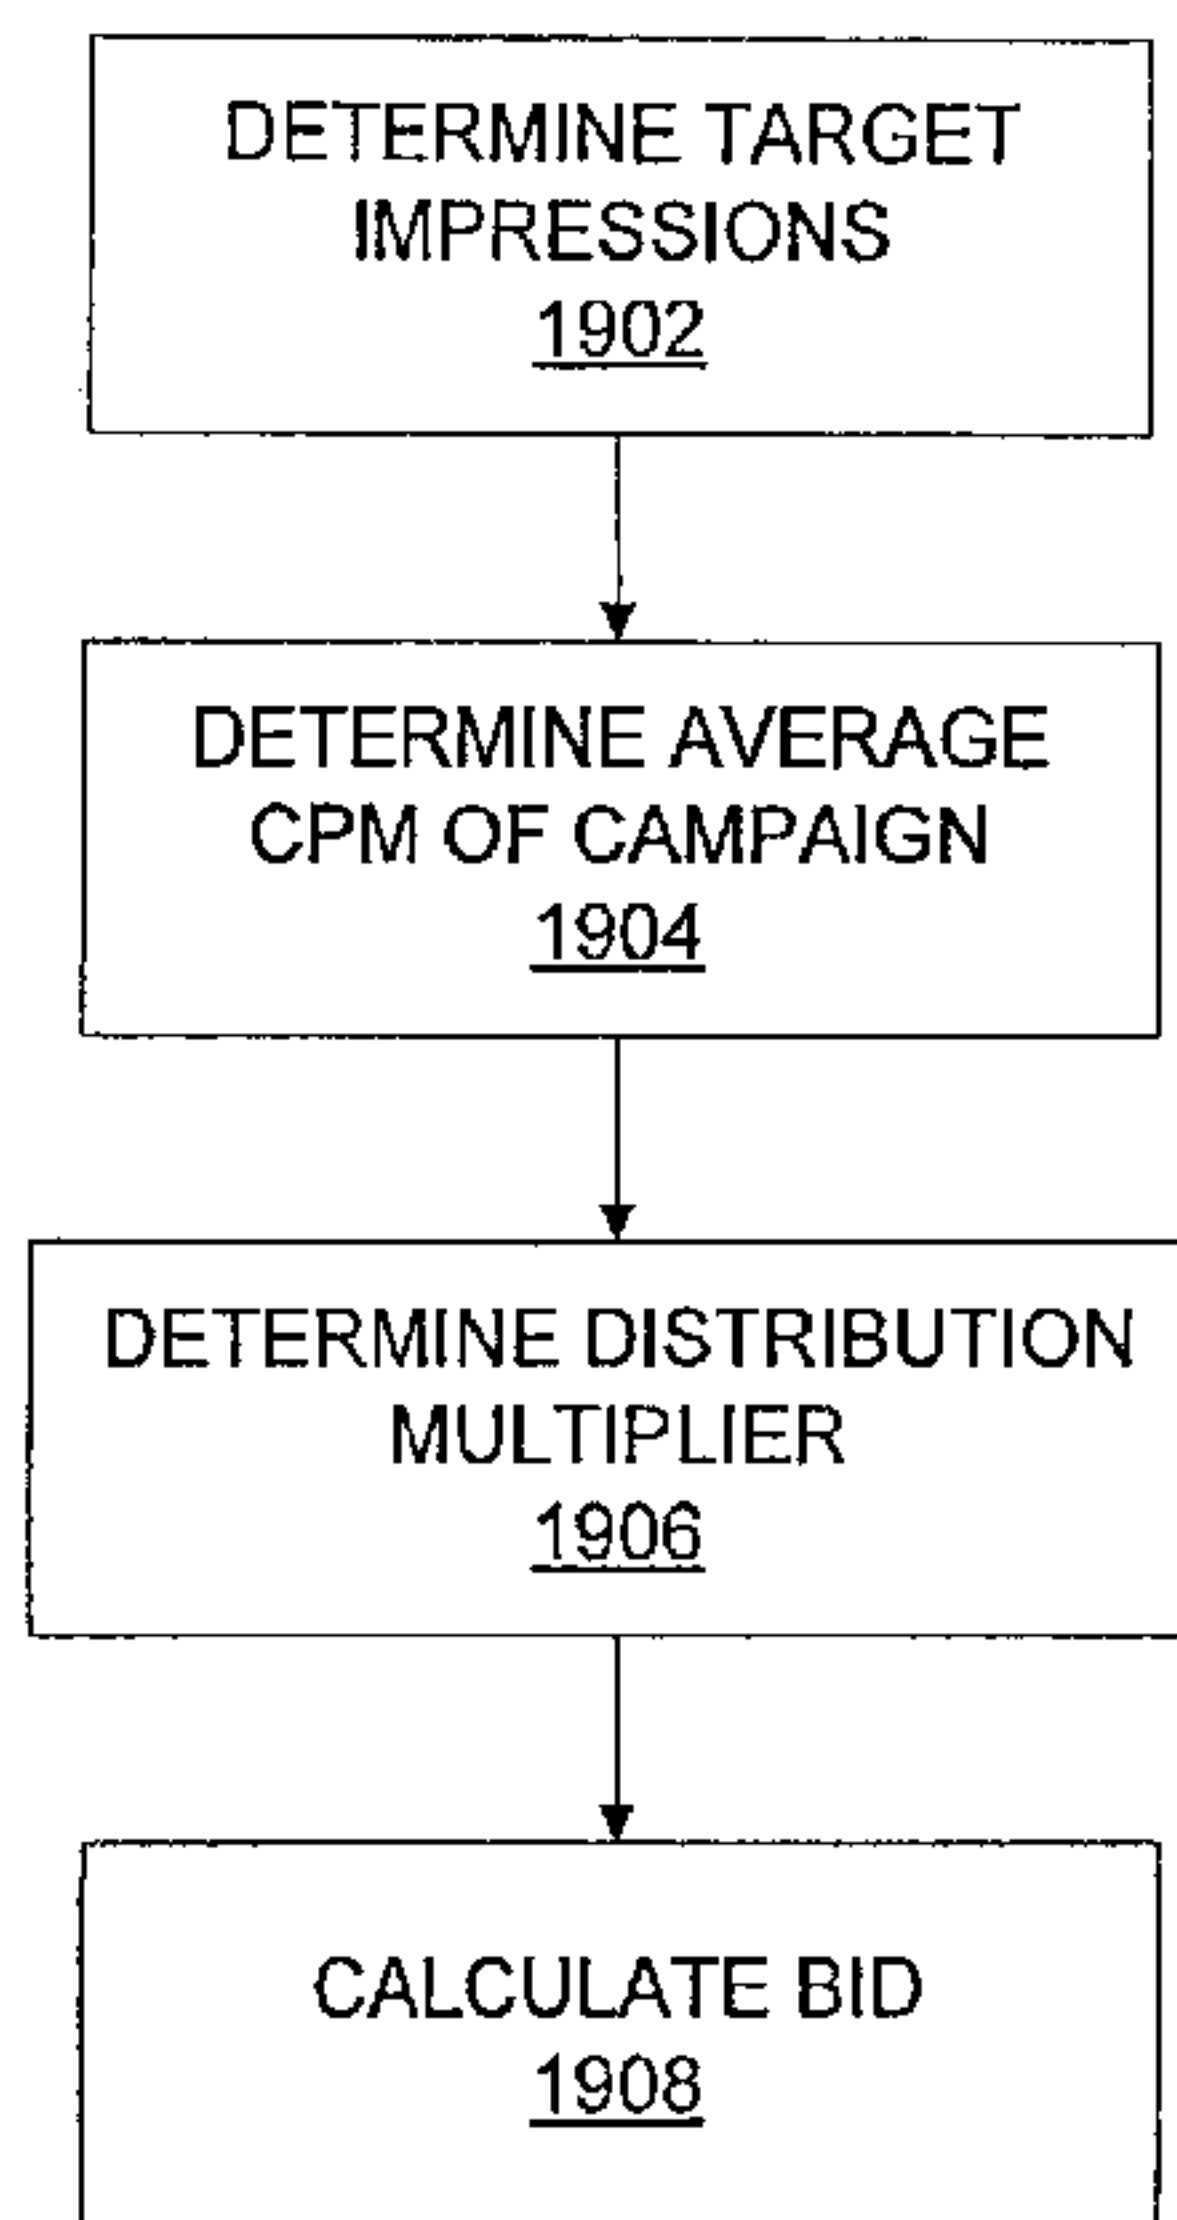 DETERMINE TARGET
IMPRESSIONS
1902
DETERMINE AVERAGE
CPM OF CAMPAIGN
1904
DETERMINE DISTRIBUTION
MULTIPLIER
1906
CALCULATE BID
1908